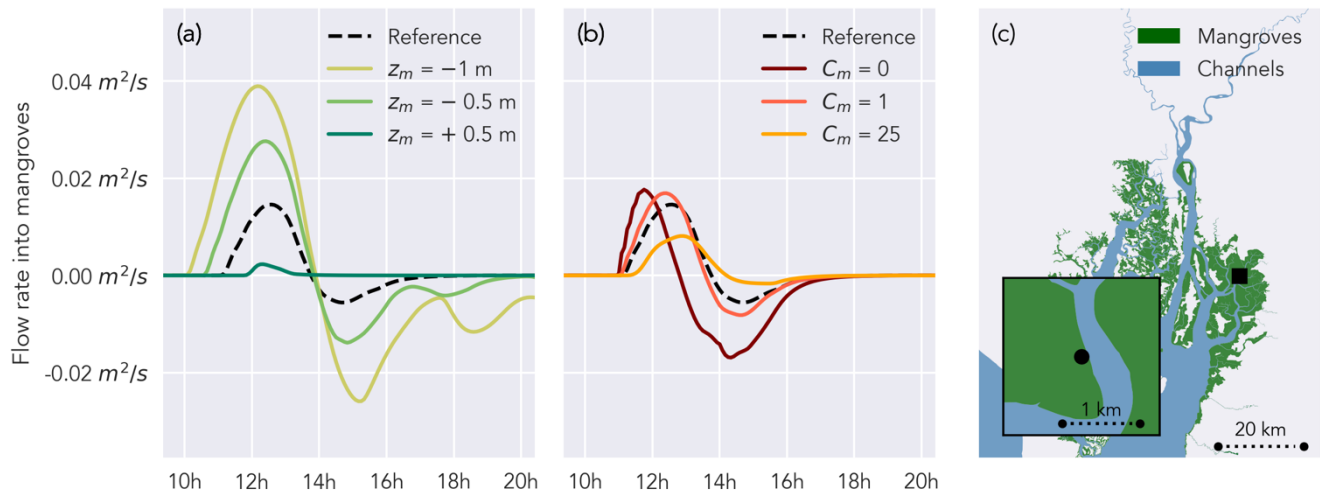 (a)
Reference
z_m = −1 m
z_m = − 0.5 m
z_m = + 0.5 m
Flow rate into mangroves
0.04 m²/s
0.02 m²/s
0.00 m²/s
-0.02 m²/s
10h 12h 14h 16h 18h 20h
(b)
Reference
C_m = 0
C_m = 1
C_m = 25
10h 12h 14h 16h 18h 20h
(c)
Mangroves
Channels
1 km
20 km